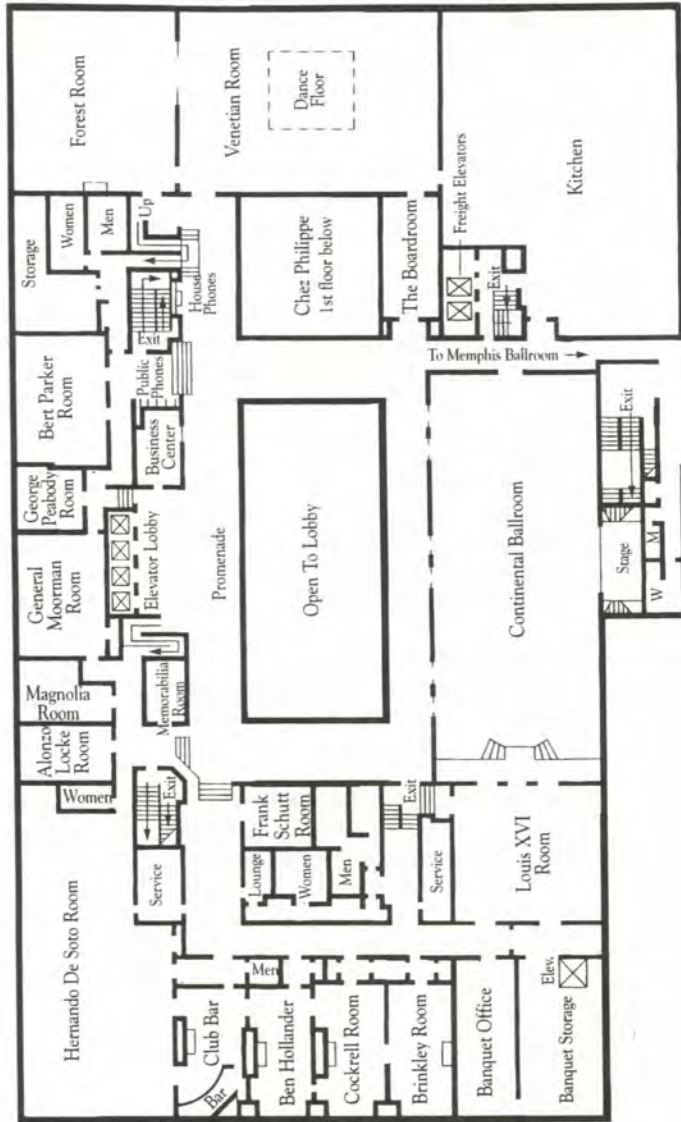 Forest Room
Venetian Room
Dance
Floor
Kitchen
Storage
Women
Men
Up
House
Phones
Exit
Public
Phones
Chez Philippe
1st floor below
The Boardroom
Freight Elevators
Exit
To Memphis Ballroom
Bert Parker
Room
Business
Center
George
Peabody
Room
Elevator Lobby
General
Moorman
Room
Promenade
Open To Lobby
Continental Ballroom
Exit
Stage
M
W
Magnolia
Room
Memorabilia
Room
Alonzo
Locke
Room
Women
Exit
Service
Hernando De Soto Room
Frank
Schutt
Room
Lounge
Women
Men
Exit
Service
Louis XVI
Room
Men
Club Bar
Bar
Ben Hollander
Cockrell Room
Brinkley Room
Banquet Office
Elev.
Banquet Storage